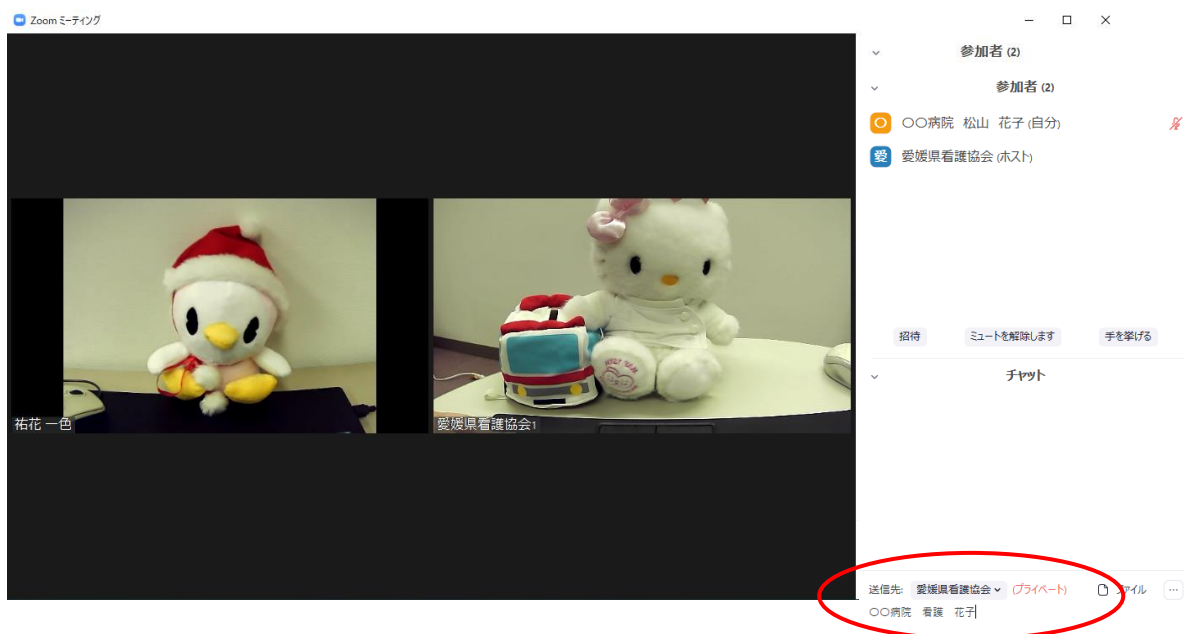 Zoom ミーティング
参加者 (2)
参加者 (2)
〇〇病院 松山 花子 (自分)
愛 愛媛県看護協会 (ホスト)
招待 ミュートを解除します 手を挙げる
チャット
祐花 一色
愛媛県看護協会1
送信先: 愛媛県看護協会 (プライベート) ファイル ...
〇〇病院 看護 花子